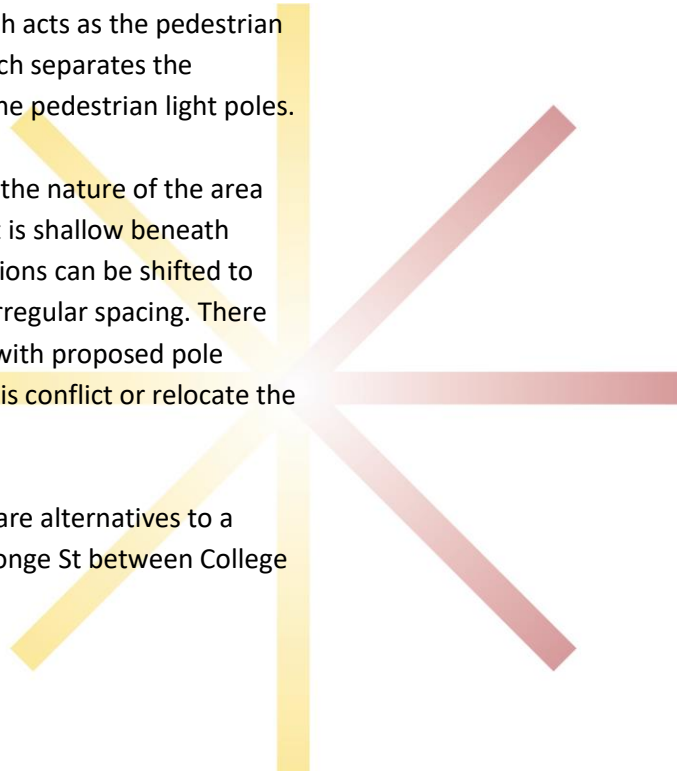 h acts as the pedestrian
ch separates the
he pedestrian light poles.
the nature of the area
t is shallow beneath
ions can be shifted to
rregular spacing. There
with proposed pole
is conflict or relocate the
are alternatives to a
onge St between College